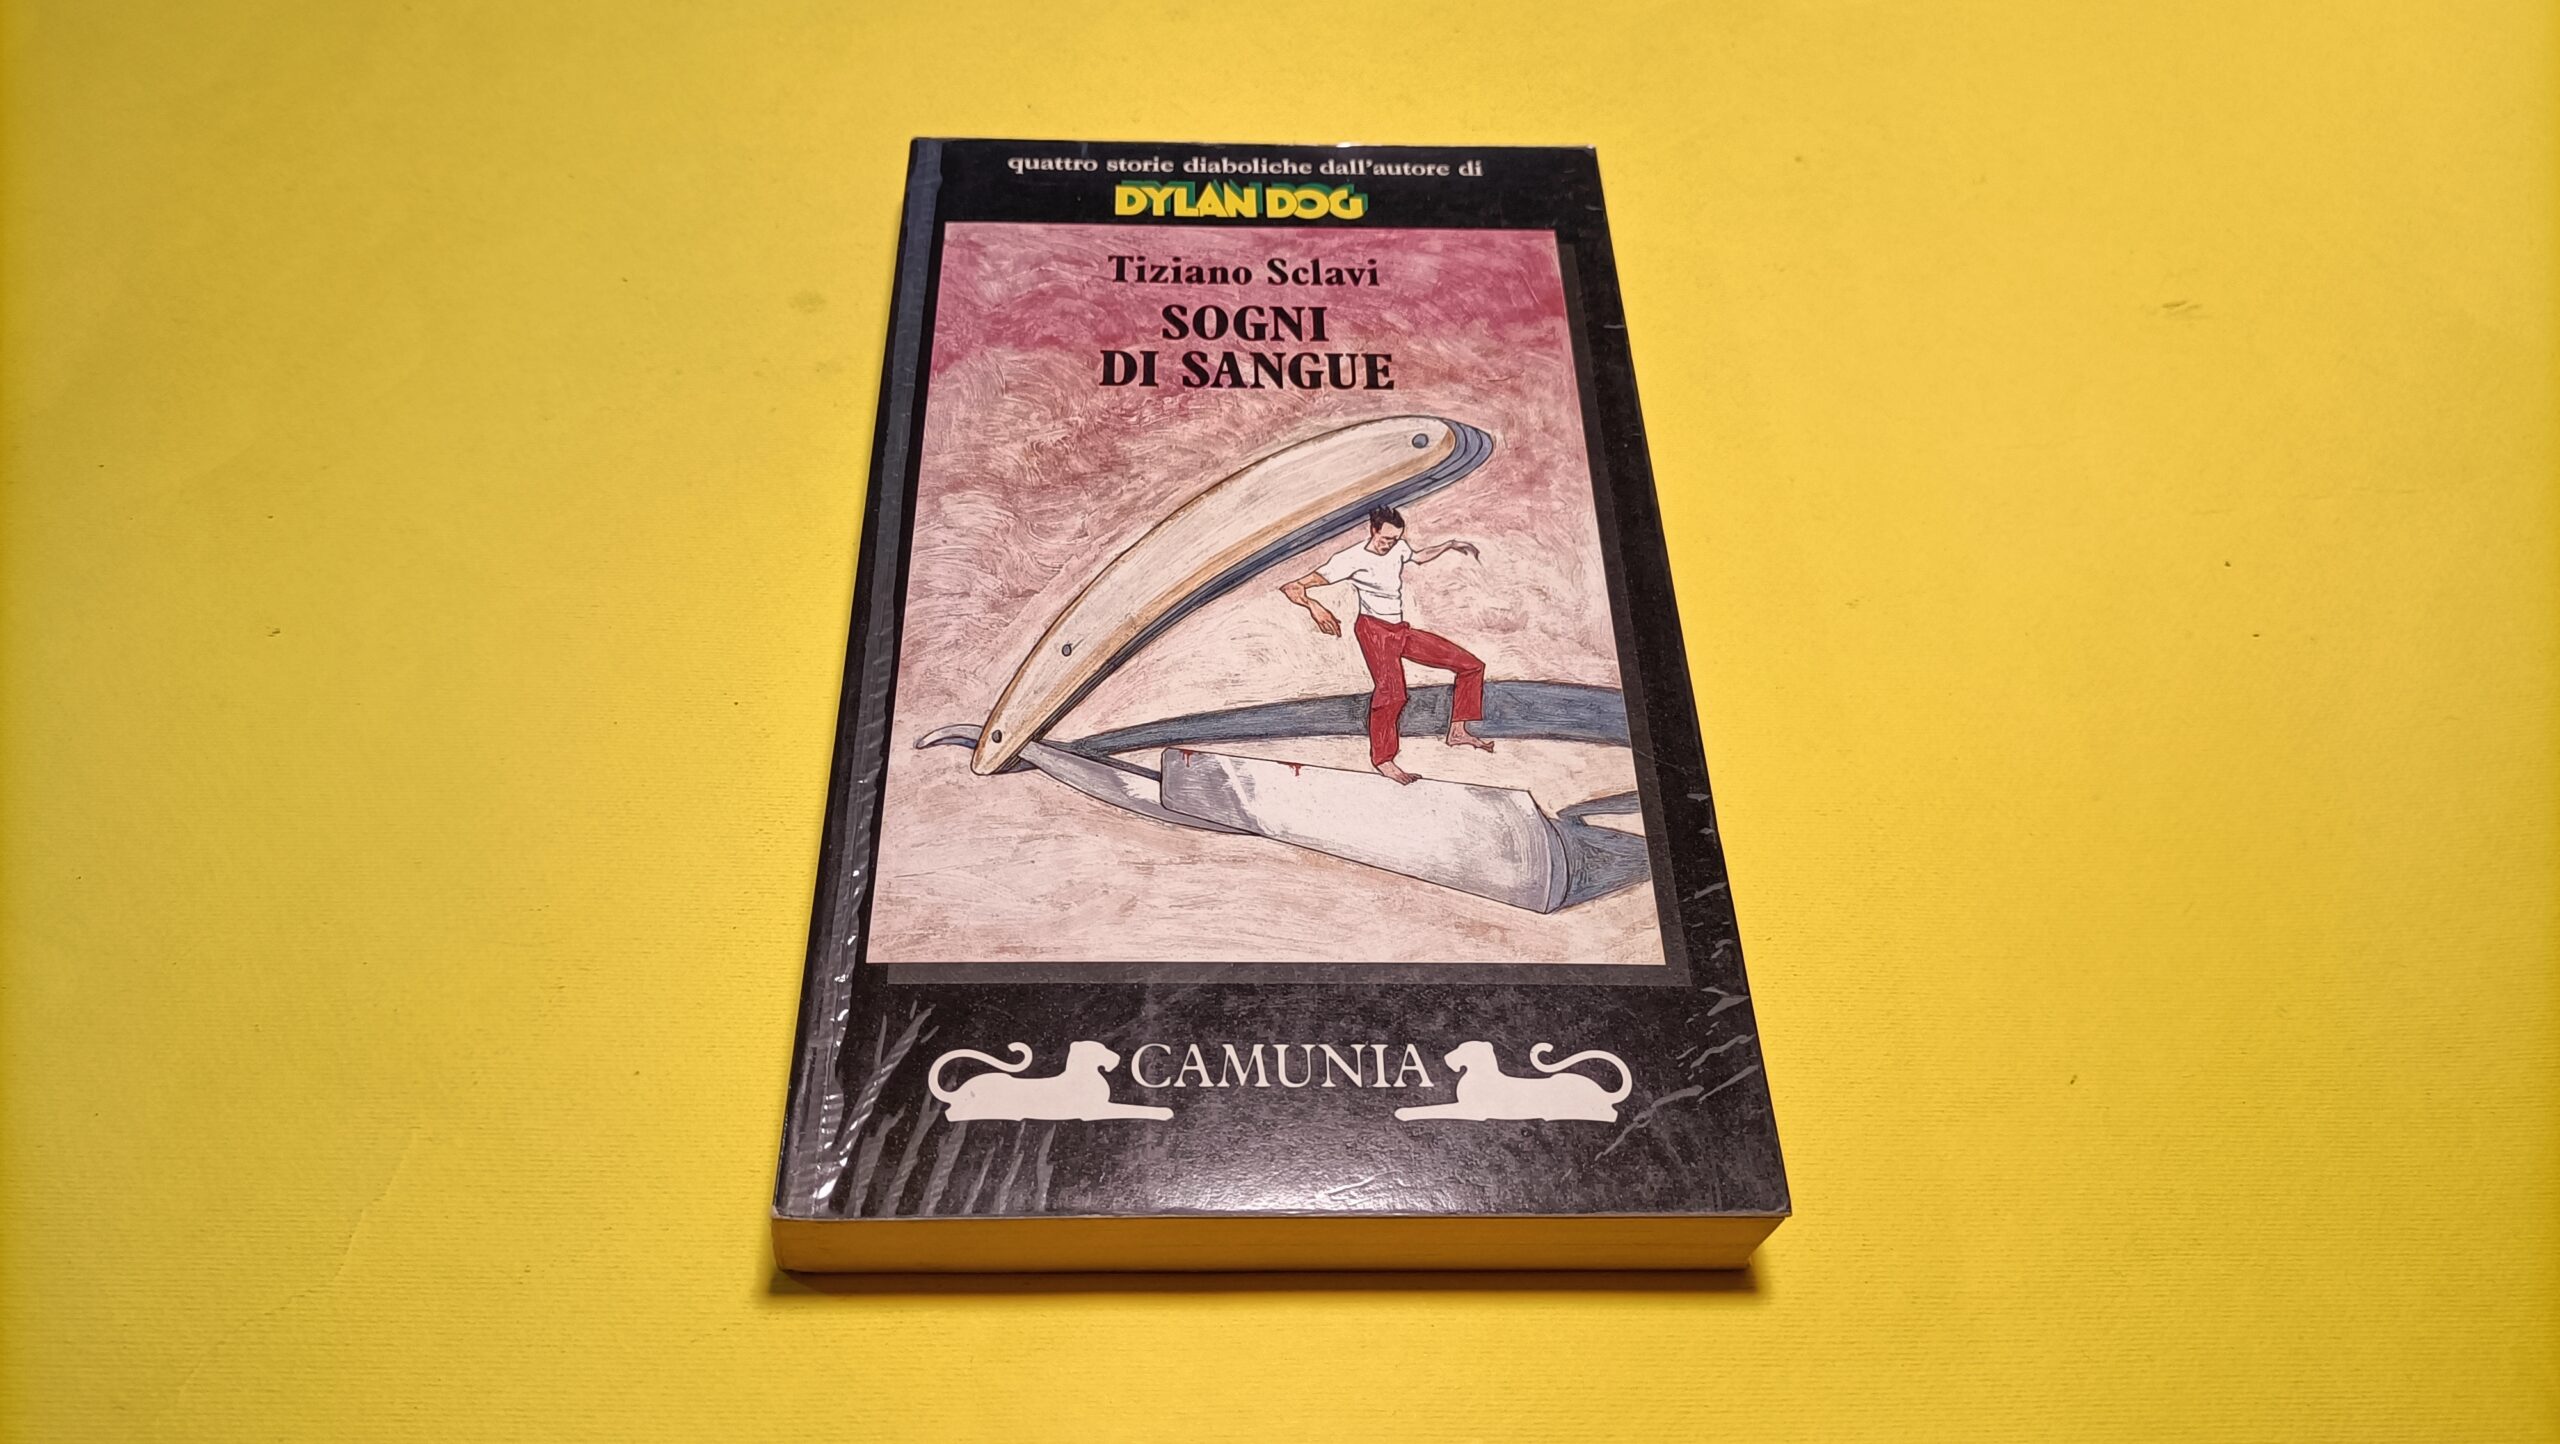 quattro storie diaboliche dall'autore di
DYLAN DOG
Tiziano Sclavi
SOGNI
DI SANGUE
CAMUNIA